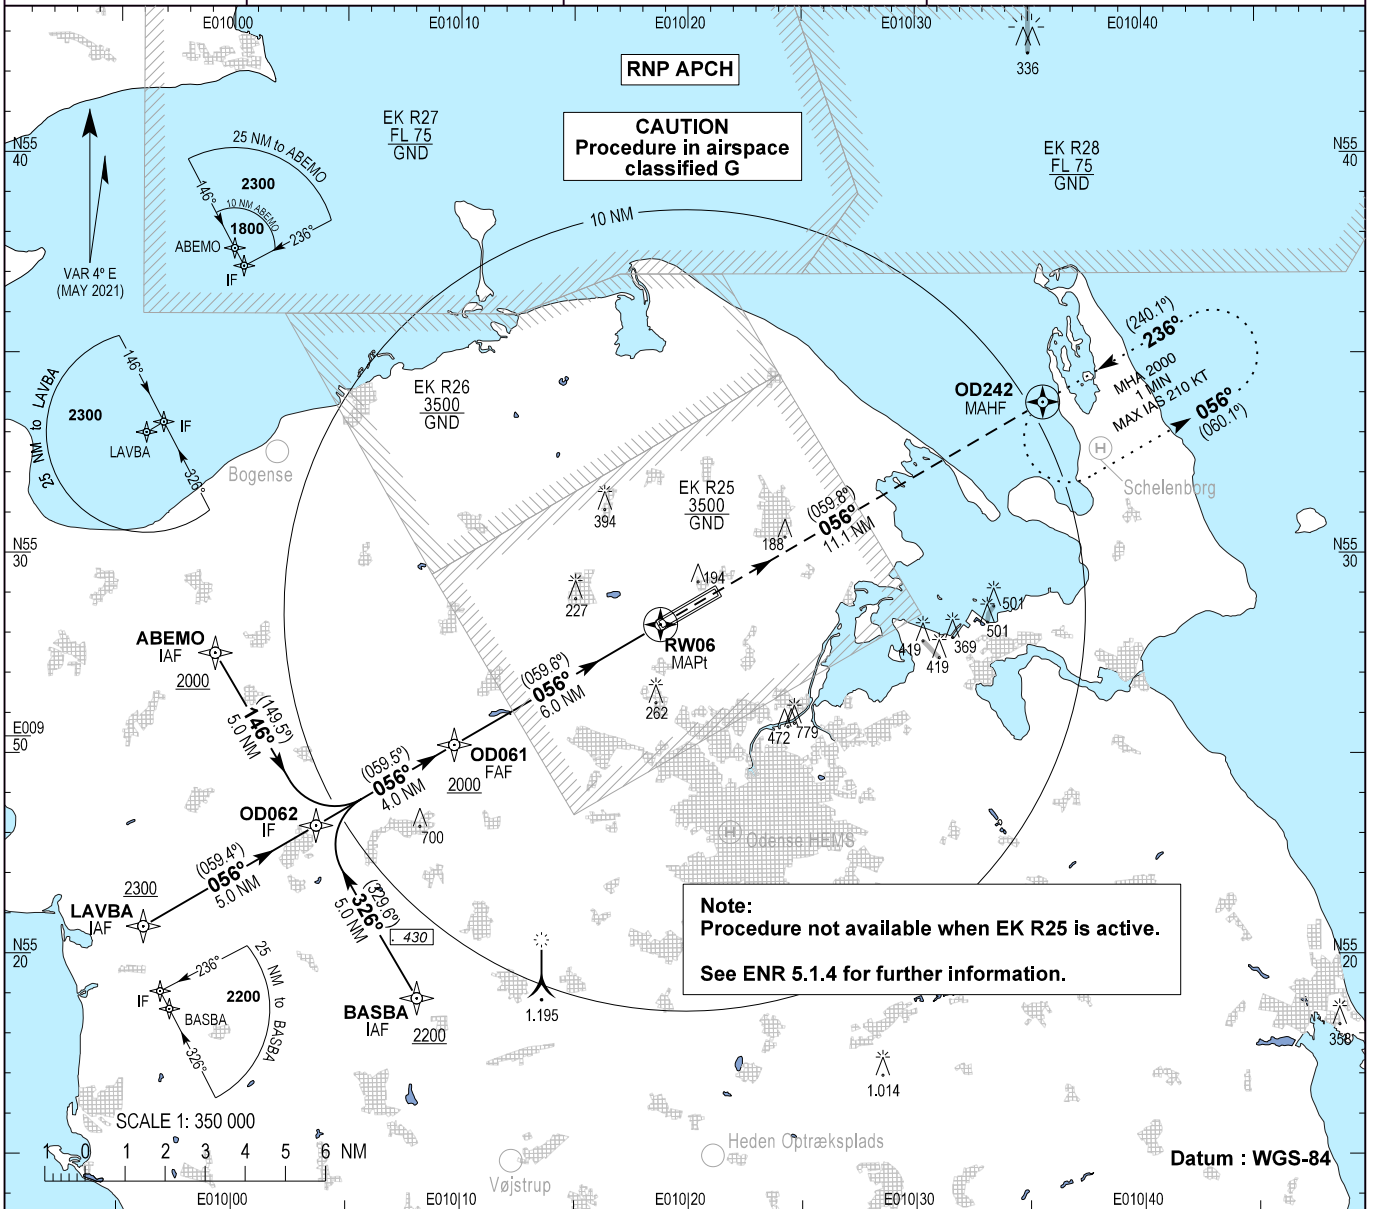 E010 00
E010 10
E010 20
E010 30
E010 40
RNP APCH
336
EK R27
FL 75
GND
CAUTION
Procedure in airspace
classified G
EK R28
FL 75
GND
N55
40
N55
40
25 NM to ABEMO
2300
146°
10 NM ABEMO
1800
236°
ABEMO
IF
VAR 4° E
(MAY 2021)
10 NM
(240.1°)
236°
MHA 2000
1 MIN
MAX IAS 210 KT
056°
(060.1°)
OD242
MAHF
146°
25 NM to LAVBA
2300
IF
LAVBA
326°
EK R26
3500
GND
Bogense
H
Schelenborg
EK R25
3500
GND
394
188
(059.8°)
056°
11.1 NM
N55
30
N55
30
194
227
501
501
369
419
419
RW06
MAPt
ABEMO
IAF
2000
(059.6°)
056°
6.0 NM
262
472
779
(149.5°)
146°
5.0 NM
E009
50
OD061
FAF
2000
(059.5°)
056°
4.0 NM
OD062
IF
700
H
Odense HEMS
(059.4°)
056°
5.0 NM
2300
LAVBA
IAF
(329.6°)
326°
5.0 NM
430
Note:
Procedure not available when EK R25 is active.
See ENR 5.1.4 for further information.
N55
20
N55
20
236°
25 NM to BASBA
2200
IF
BASBA
326°
BASBA
IAF
2200
1.195
358
1.014
SCALE 1: 350 000
1 0 1 2 3 4 5 6 NM
Heden Optræksplads
Vøjstrup
Datum : WGS-84
E010 00
E010 10
E010 20
E010 30
E010 40